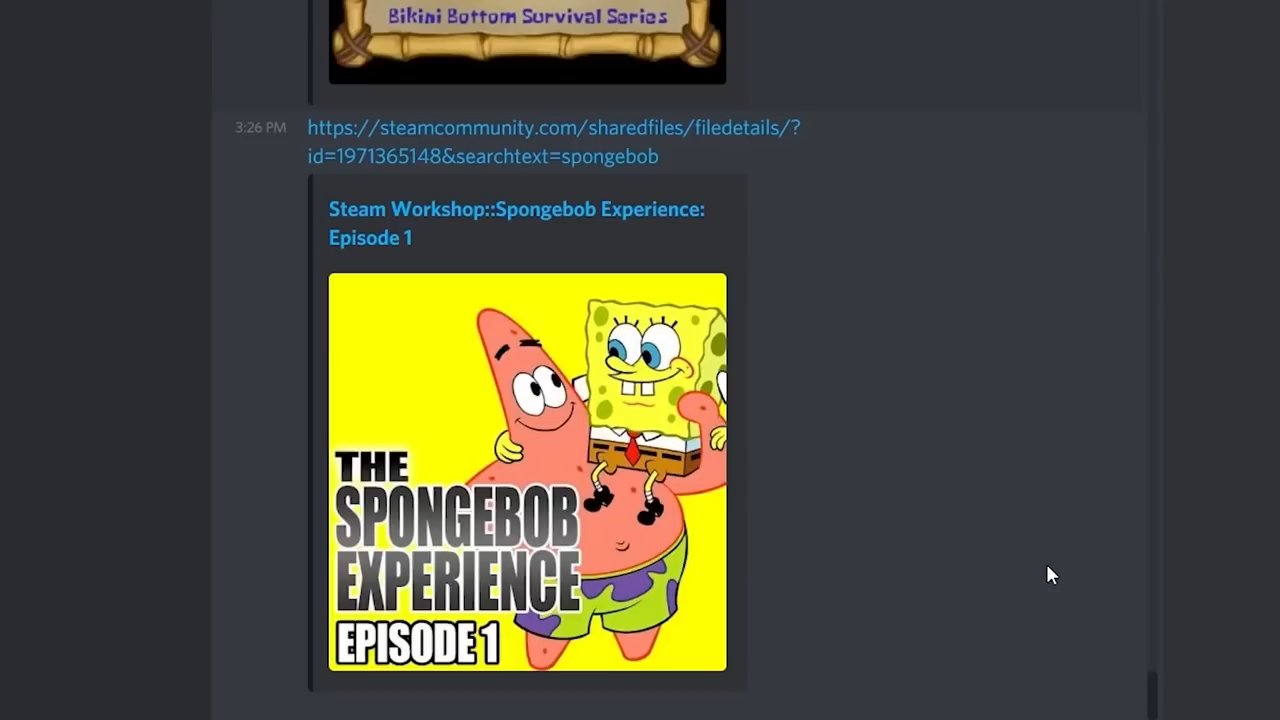 Bikini Bottom Survival Series
3:26 PM
https://steamcommunity.com/sharedfiles/filedetails/?
id=1971365148&searchtext=spongebob
Steam Workshop::Spongebob Experience:
Episode 1
THE
SPONGEBOB
EXPERIENCE
EPISODE 1